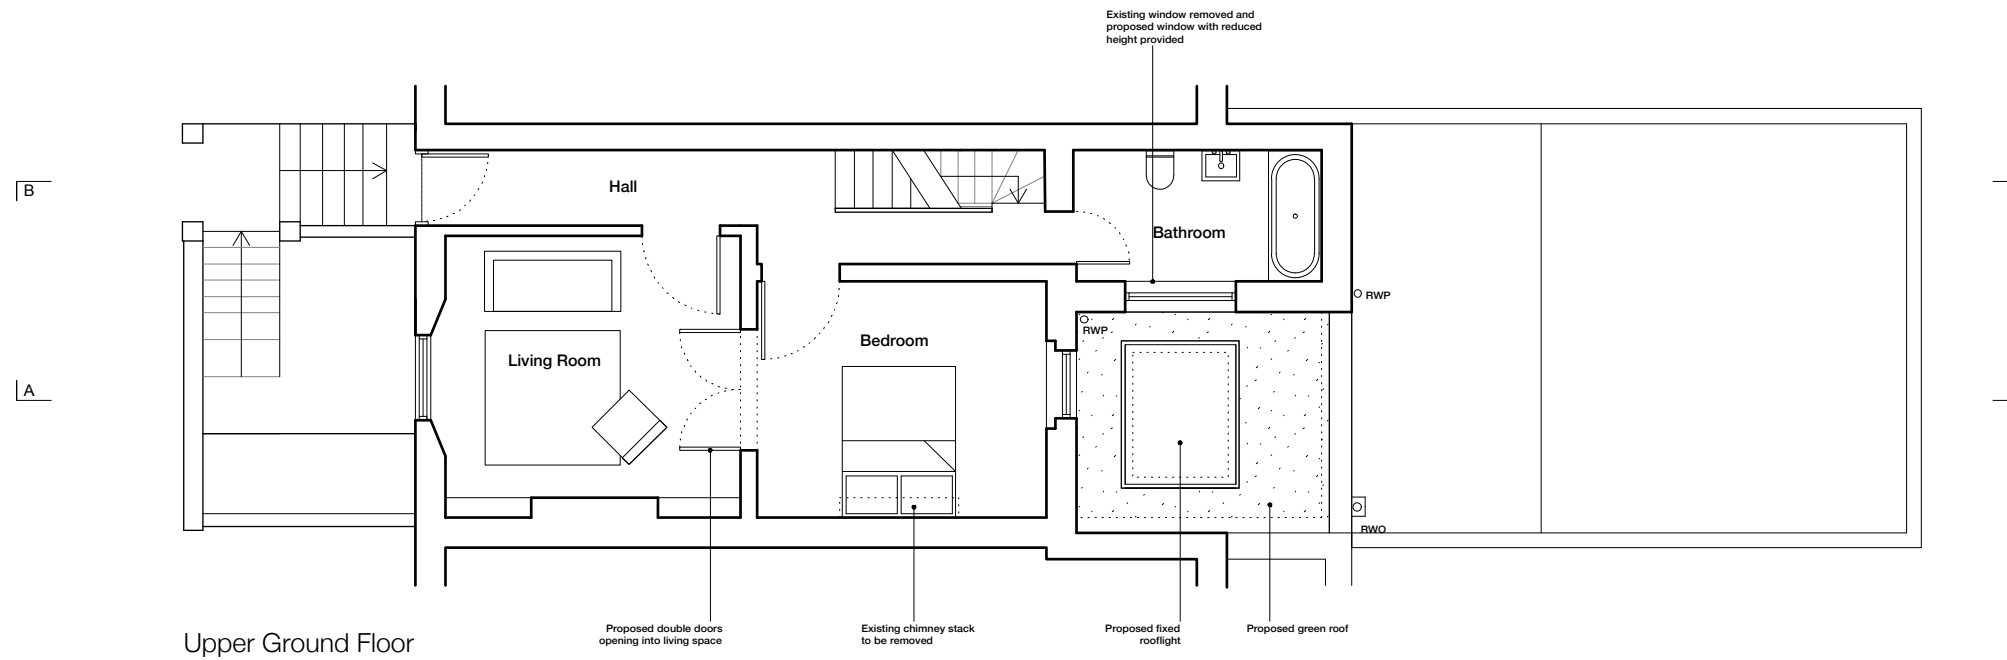 Existing window removed and
proposed window with reduced
height provided
B
Hall
Bathroom
RWP
RWP
Living Room
Bedroom
A
RWO
Proposed double doors
opening into living space
Existing chimney stack
to be removed
Proposed fixed
rooflight
Proposed green roof
Upper Ground Floor